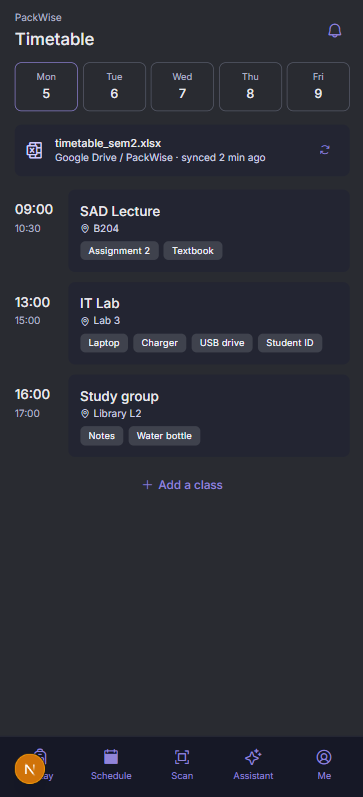 PackWise
Timetable
Mon Tue Wed Thu Fri
5 6 7 8 9
timetable_sem2.xlsx
Google Drive / PackWise · synced 2 min ago
09:00 SAD Lecture
10:30 B204
Assignment 2 Textbook
13:00 IT Lab
15:00 Lab 3
Laptop Charger USB drive Student ID
16:00 Study group
17:00 Library L2
Notes Water bottle
+ Add a class
N
Schedule Scan Assistant Me